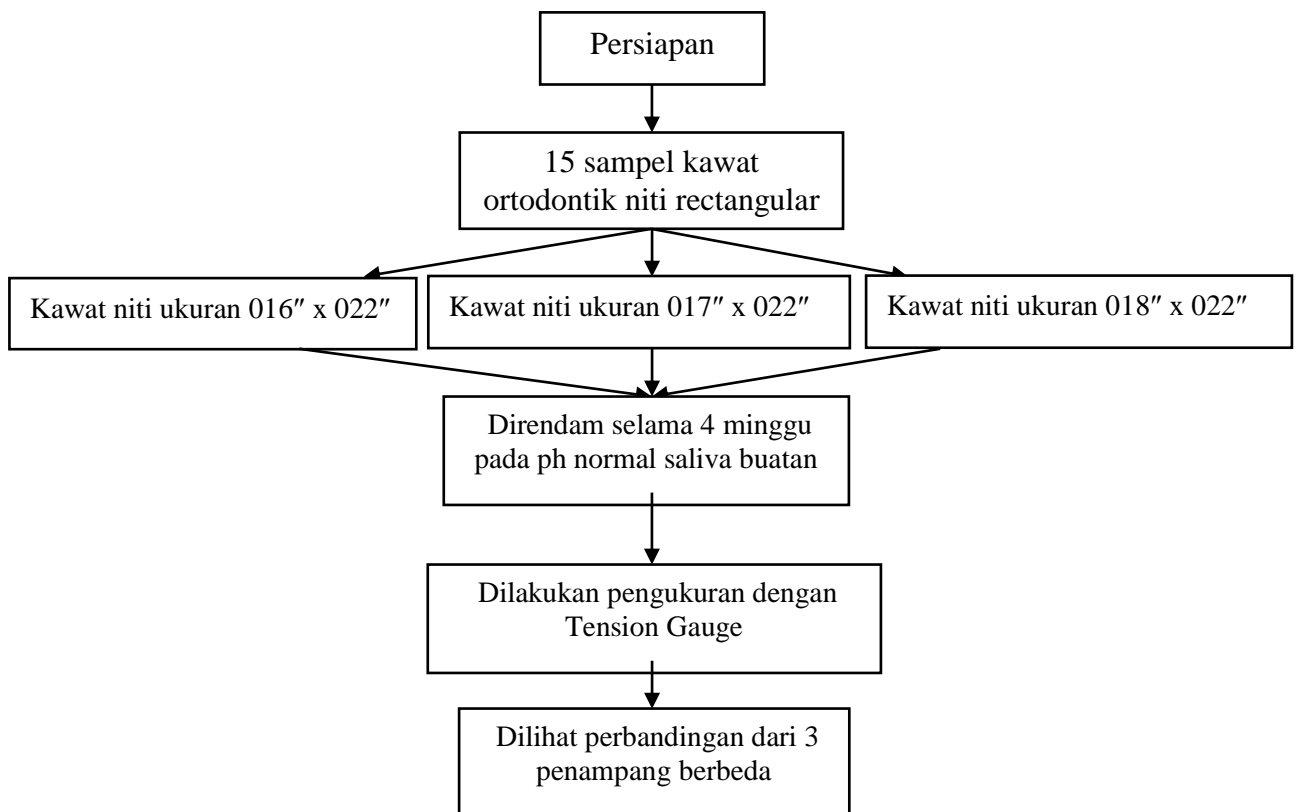 Persiapan
15 sampel kawat
ortodontik niti rectangular
Kawat niti ukuran 016″ x 022″
Kawat niti ukuran 017″ x 022″
Kawat niti ukuran 018″ x 022″
Direndam selama 4 minggu
pada ph normal saliva buatan
Dilakukan pengukuran dengan
Tension Gauge
Dilihat perbandingan dari 3
penampang berbeda